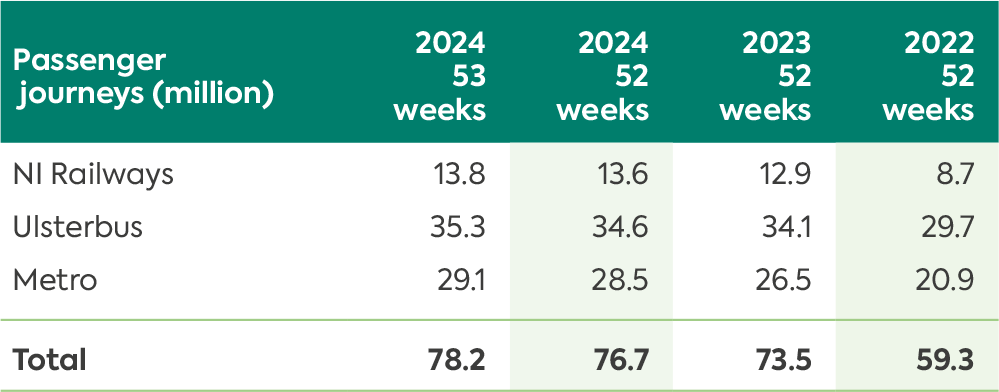 Passenger journeys (million) 2024 53 weeks 2024 52 weeks 2023 52 weeks 2022 52 weeks
NI Railways 13.8 13.6 12.9 8.7
Ulsterbus 35.3 34.6 34.1 29.7
Metro 29.1 28.5 26.5 20.9
Total 78.2 76.7 73.5 59.3